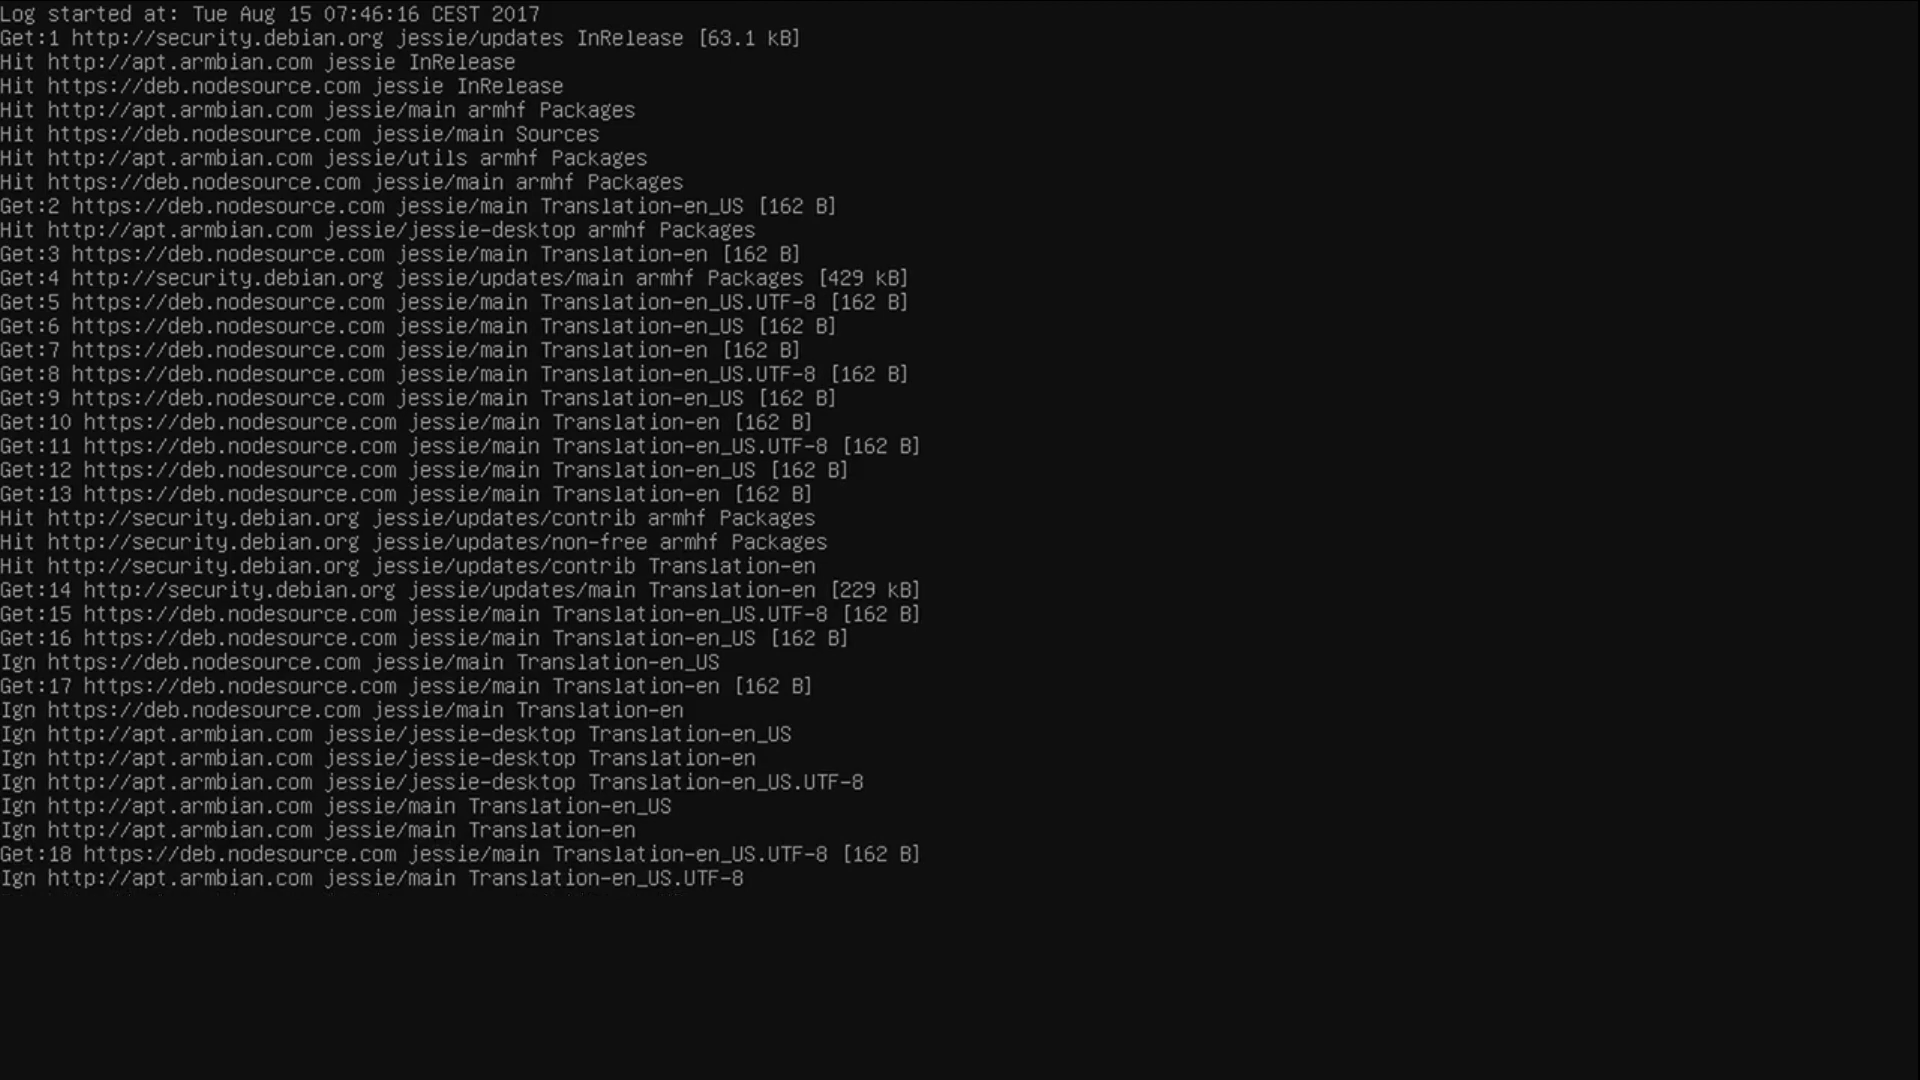 Log started at: Tue Aug 15 07:46:16 CEST 2017
Get:1 http://security.debian.org jessie/updates InRelease [63.1 kB]
Hit http://apt.armbian.com jessie InRelease
Hit https://deb.nodesource.com jessie InRelease
Hit http://apt.armbian.com jessie/main armhf Packages
Hit https://deb.nodesource.com jessie/main Sources
Hit http://apt.armbian.com jessie/utils armhf Packages
Hit https://deb.nodesource.com jessie/main armhf Packages
Get:2 https://deb.nodesource.com jessie/main Translation-en_US [162 B]
Hit http://apt.armbian.com jessie/jessie-desktop armhf Packages
Get:3 https://deb.nodesource.com jessie/main Translation-en [162 B]
Get:4 http://security.debian.org jessie/updates/main armhf Packages [429 kB]
Get:5 https://deb.nodesource.com jessie/main Translation-en_US.UTF-8 [162 B]
Get:6 https://deb.nodesource.com jessie/main Translation-en_US [162 B]
Get:7 https://deb.nodesource.com jessie/main Translation-en [162 B]
Get:8 https://deb.nodesource.com jessie/main Translation-en_US.UTF-8 [162 B]
Get:9 https://deb.nodesource.com jessie/main Translation-en_US [162 B]
Get:10 https://deb.nodesource.com jessie/main Translation-en [162 B]
Get:11 https://deb.nodesource.com jessie/main Translation-en_US.UTF-8 [162 B]
Get:12 https://deb.nodesource.com jessie/main Translation-en_US [162 B]
Get:13 https://deb.nodesource.com jessie/main Translation-en [162 B]
Hit http://security.debian.org jessie/updates/contrib armhf Packages
Hit http://security.debian.org jessie/updates/non-free armhf Packages
Hit http://security.debian.org jessie/updates/contrib Translation-en
Get:14 http://security.debian.org jessie/updates/main Translation-en [229 kB]
Get:15 https://deb.nodesource.com jessie/main Translation-en_US.UTF-8 [162 B]
Get:16 https://deb.nodesource.com jessie/main Translation-en_US [162 B]
Ign https://deb.nodesource.com jessie/main Translation-en_US
Get:17 https://deb.nodesource.com jessie/main Translation-en [162 B]
Ign https://deb.nodesource.com jessie/main Translation-en
Ign http://apt.armbian.com jessie/jessie-desktop Translation-en_US
Ign http://apt.armbian.com jessie/jessie-desktop Translation-en
Ign http://apt.armbian.com jessie/jessie-desktop Translation-en_US.UTF-8
Ign http://apt.armbian.com jessie/main Translation-en_US
Ign http://apt.armbian.com jessie/main Translation-en
Get:18 https://deb.nodesource.com jessie/main Translation-en_US.UTF-8 [162 B]
Ign http://apt.armbian.com jessie/main Translation-en_US.UTF-8